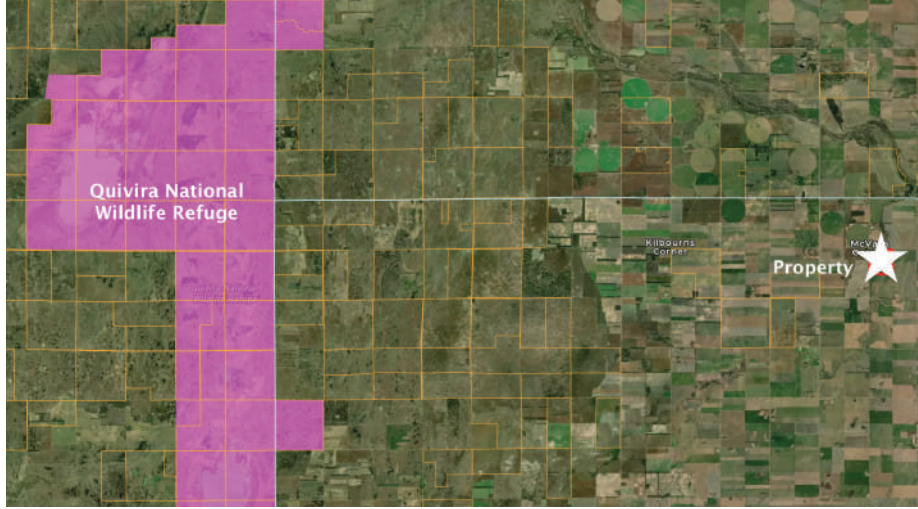 Quivira National
Wildlife Refuge
Kilbourns
Corner
Property